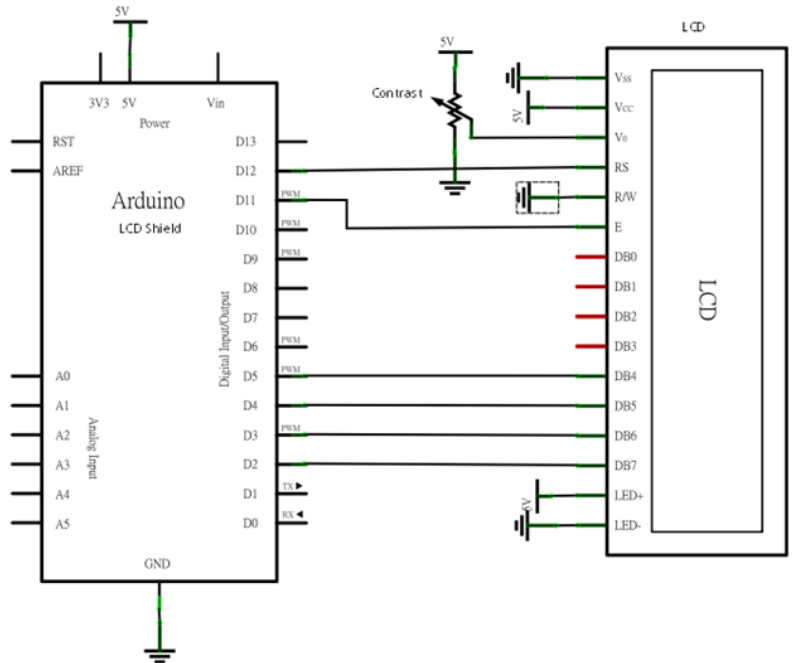 5V
3V3
5V
Vin
Power
RST
AREF
Arduino
LCD Shield
Digital Input/Output
D13
D12
D11
PWM
D10
PWM
D9
PWM
D8
D7
D6
PWM
D5
PWM
D4
D3
PWM
D2
D1
TX
D0
RX
A0
A1
A2
A3
A4
A5
Analog Input
GND
5V
Contrast
LCD
Vss
5V
Vcc
V0
RS
R/W
E
DB0
DB1
DB2
DB3
DB4
DB5
DB6
DB7
LED+
LED-
LCD